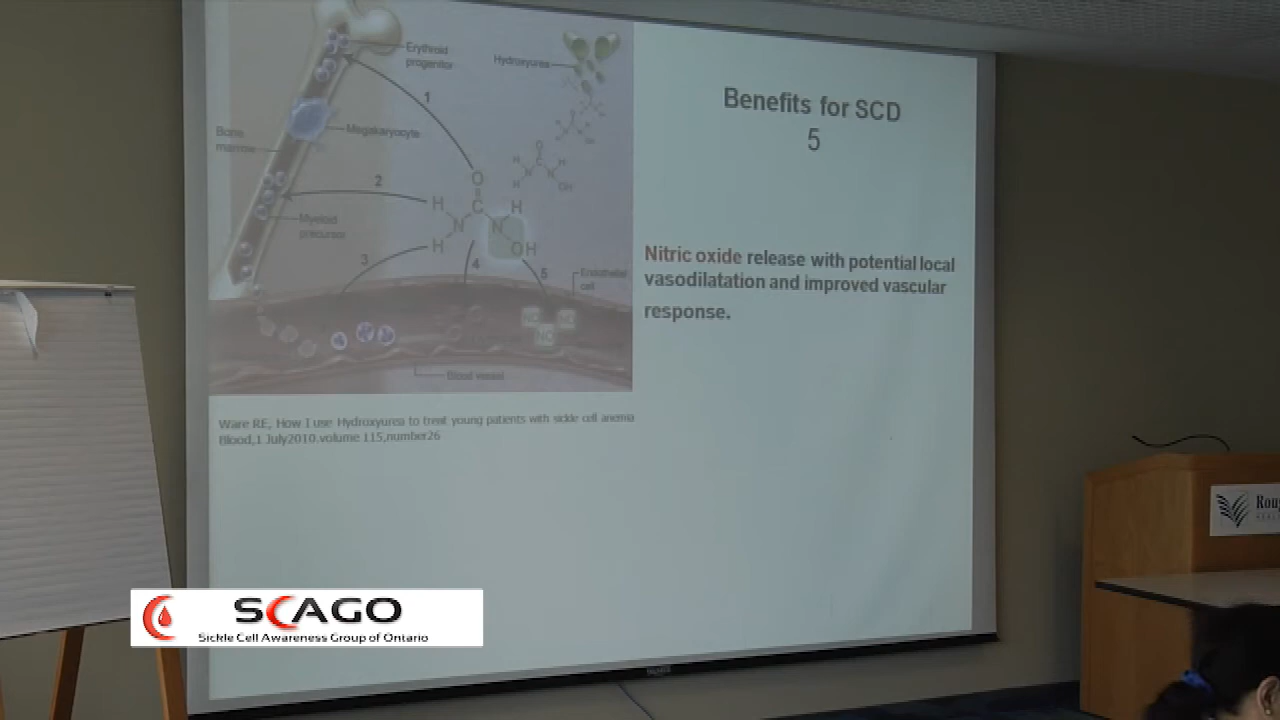 Erythroid
progenitor
Hydroxyurea
1
Bone
marrow
Megakaryocyte
2
Myeloid
precursor
3
4
5
O
C
H
N
H
H
N
OH
O
H
H
N
N
H
OH
Endothelial
cell
NO
Blood vessel
Benefits for SCD
5
Nitric oxide release with potential local
vasodilatation and improved vascular
response.
Ware RE, How I use Hydroxyurea to treat young patients with sickle cell anemia
Blood,1 July2010.volume 115,number26
SCAGO
Sickle Cell Awareness Group of Ontario